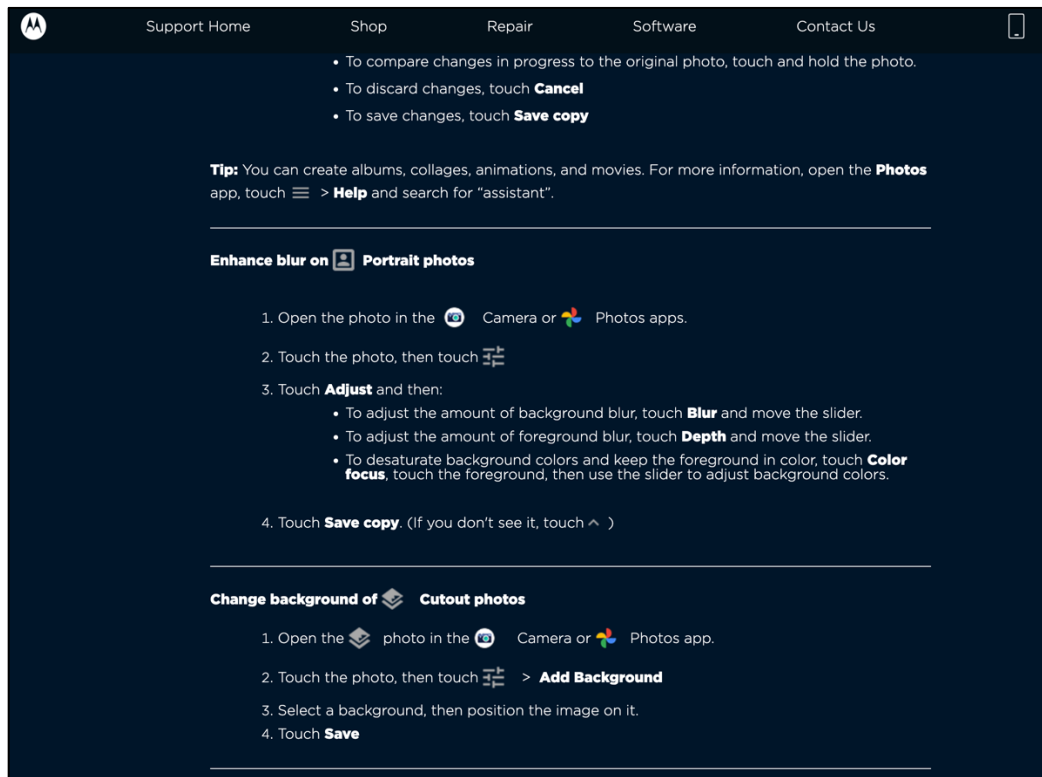 Support Home Shop Repair Software Contact Us
• To compare changes in progress to the original photo, touch and hold the photo.
• To discard changes, touch Cancel
• To save changes, touch Save copy
Tip: You can create albums, collages, animations, and movies. For more information, open the Photos
app, touch > Help and search for “assistant”.
Enhance blur on Portrait photos
1. Open the photo in the Camera or Photos apps.
2. Touch the photo, then touch
3. Touch Adjust and then:
• To adjust the amount of background blur, touch Blur and move the slider.
• To adjust the amount of foreground blur, touch Depth and move the slider.
• To desaturate background colors and keep the foreground in color, touch Color
focus, touch the foreground, then use the slider to adjust background colors.
4. Touch Save copy. (If you don't see it, touch )
Change background of Cutout photos
1. Open the photo in the Camera or Photos app.
2. Touch the photo, then touch > Add Background
3. Select a background, then position the image on it.
4. Touch Save